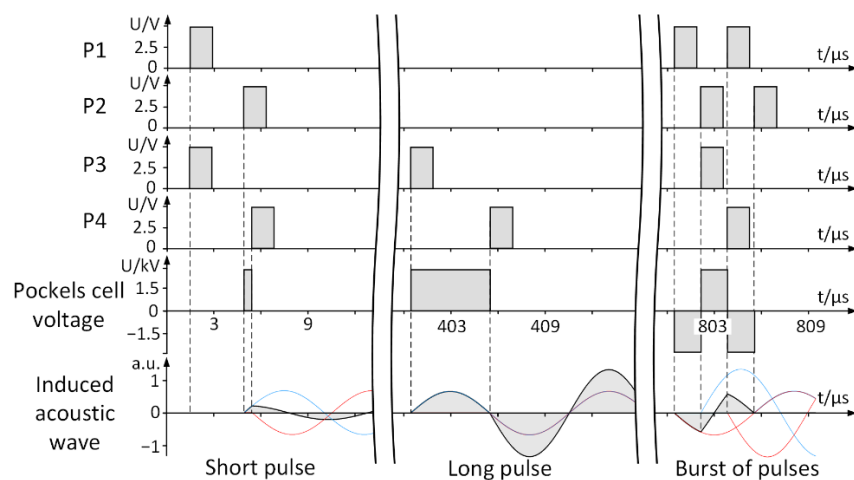 U/V
P1
2.5
0
t/µs
U/V
P2
2.5
0
t/µs
U/V
P3
2.5
0
t/µs
U/V
P4
2.5
0
t/µs
U/kV
Pockels cell
voltage
1.5
0
−1.5
t/µs
3 9 403 409 803 809
a.u.
Induced
acoustic
wave
1
0
−1
t/µs
Short pulse Long pulse Burst of pulses